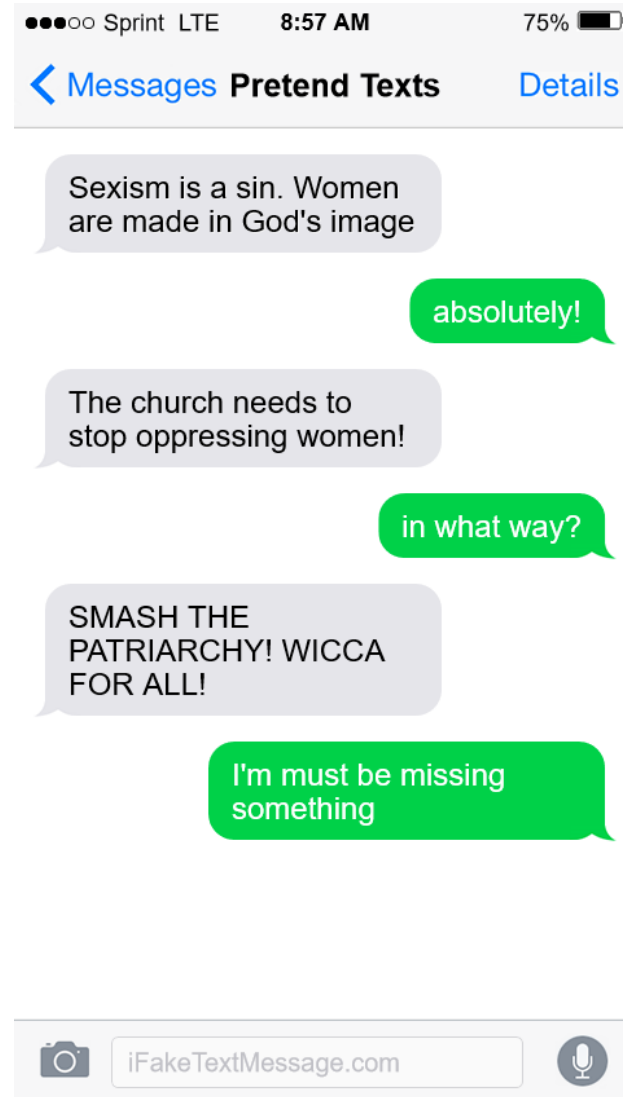 Sprint LTE 8:57 AM 75%
Messages Pretend Texts Details
Sexism is a sin. Women
are made in God's image
absolutely!
The church needs to
stop oppressing women!
in what way?
SMASH THE
PATRIARCHY! WICCA
FOR ALL!
I'm must be missing
something
iFakeTextMessage.com